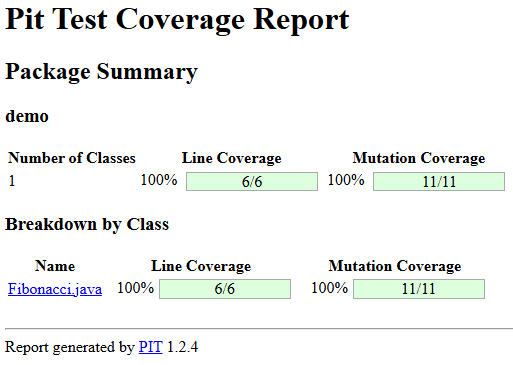 Pit Test Coverage Report
Package Summary
demo
Number of Classes Line Coverage Mutation Coverage
1 100% 6/6 100% 11/11
Breakdown by Class
Name Line Coverage Mutation Coverage
Fibonacci.java 100% 6/6 100% 11/11
Report generated by PIT 1.2.4